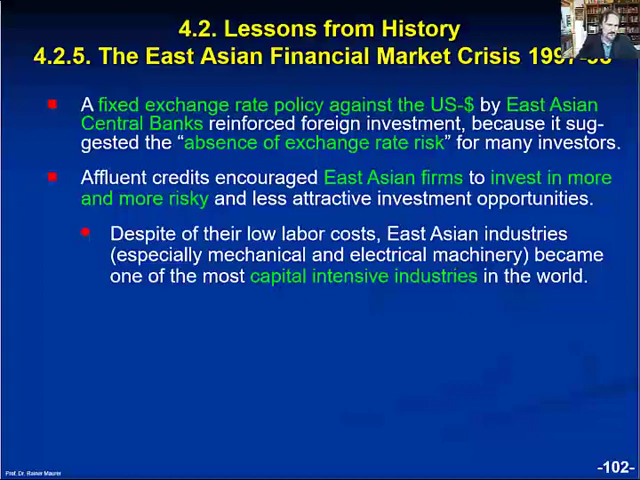 4.2. Lessons from History
4.2.5. The East Asian Financial Market Crisis 1997-98
A fixed exchange rate policy against the US-$ by East Asian
Central Banks reinforced foreign investment, because it sug-
gested the “absence of exchange rate risk” for many investors.
Affluent credits encouraged East Asian firms to invest in more
and more risky and less attractive investment opportunities.
Despite of their low labor costs, East Asian industries
(especially mechanical and electrical machinery) became
one of the most capital intensive industries in the world.
Prof. Dr. Rainer Maurer
-102-